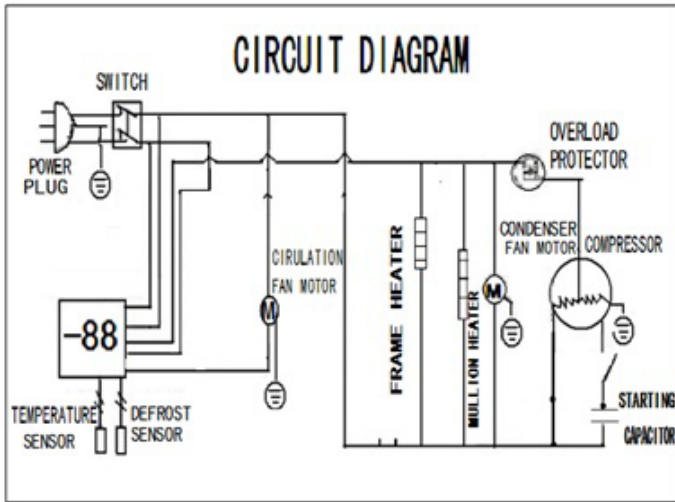 CIRCUIT DIAGRAM
SWITCH
POWER
PLUG
OVERLOAD
PROTECTOR
CIRULATION
FAN MOTOR
M
FRAME HEATER
MULLION HEATER
CONDENSER
FAN MOTOR
M
COMPRESSOR
-88
TEMPERATURE
SENSOR
DEFROST
SENSOR
STARTING
CAPACITOR